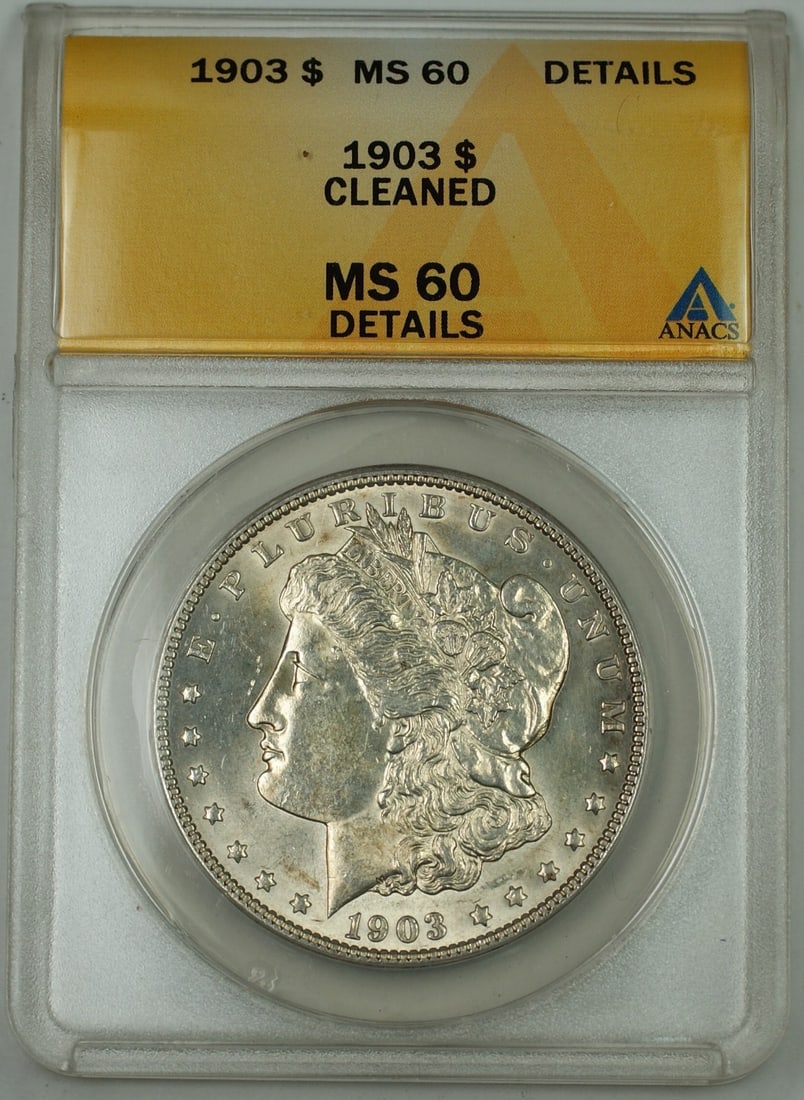 1903 $ MS 60 DETAILS
1903 $
CLEANED
MS 60
DETAILS
ANACS
E · PLURIBUS · UNUM
LIBERTY
1903